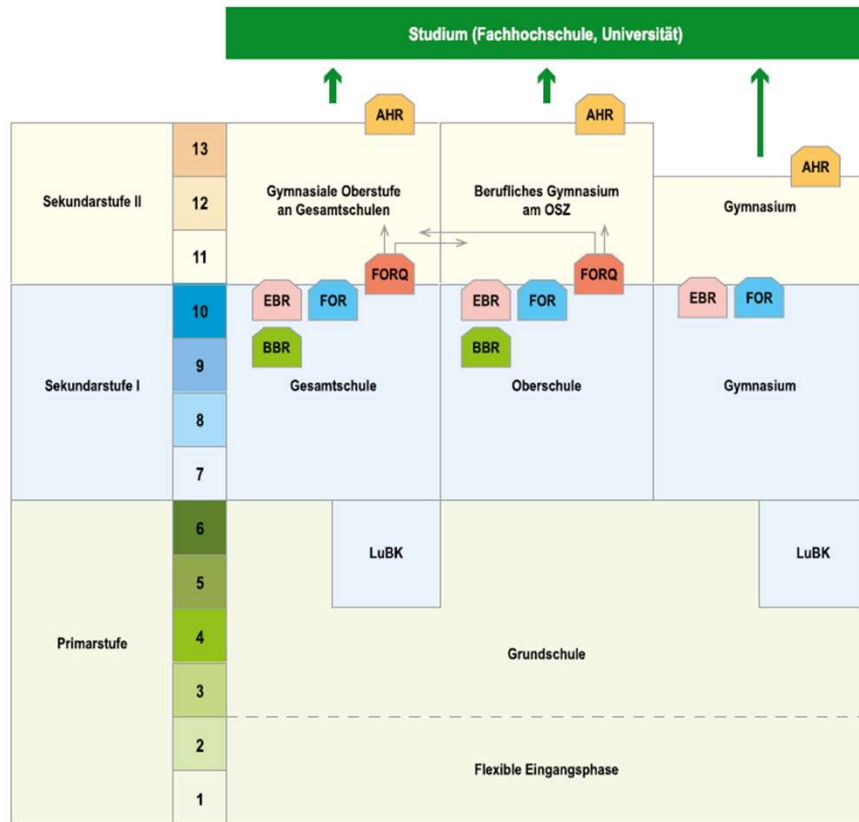 Studium (Fachhochschule, Universität)
AHR
AHR
AHR
13
12
11
Sekundarstufe II
Gymnasiale Oberstufe
an Gesamtschulen
Berufliches Gymnasium
am OSZ
Gymnasium
FORQ
FORQ
EBR
FOR
EBR
FOR
EBR
FOR
BBR
BBR
10
9
8
7
Sekundarstufe I
Gesamtschule
Oberschule
Gymnasium
6
5
4
3
2
1
LuBK
LuBK
Primarstufe
Grundschule
Flexible Eingangsphase